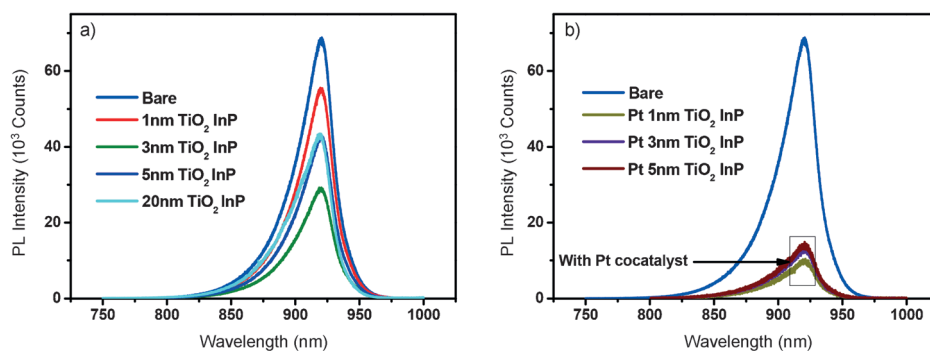 a)
PL Intensity (10³ Counts)
60
40
20
0
Bare
1nm TiO₂ InP
3nm TiO₂ InP
5nm TiO₂ InP
20nm TiO₂ InP
750 800 850 900 950 1000
Wavelength (nm)
b)
PL Intensity (10³ Counts)
60
40
20
0
Bare
Pt 1nm TiO₂ InP
Pt 3nm TiO₂ InP
Pt 5nm TiO₂ InP
With Pt cocatalyst
750 800 850 900 950 1000
Wavelength (nm)